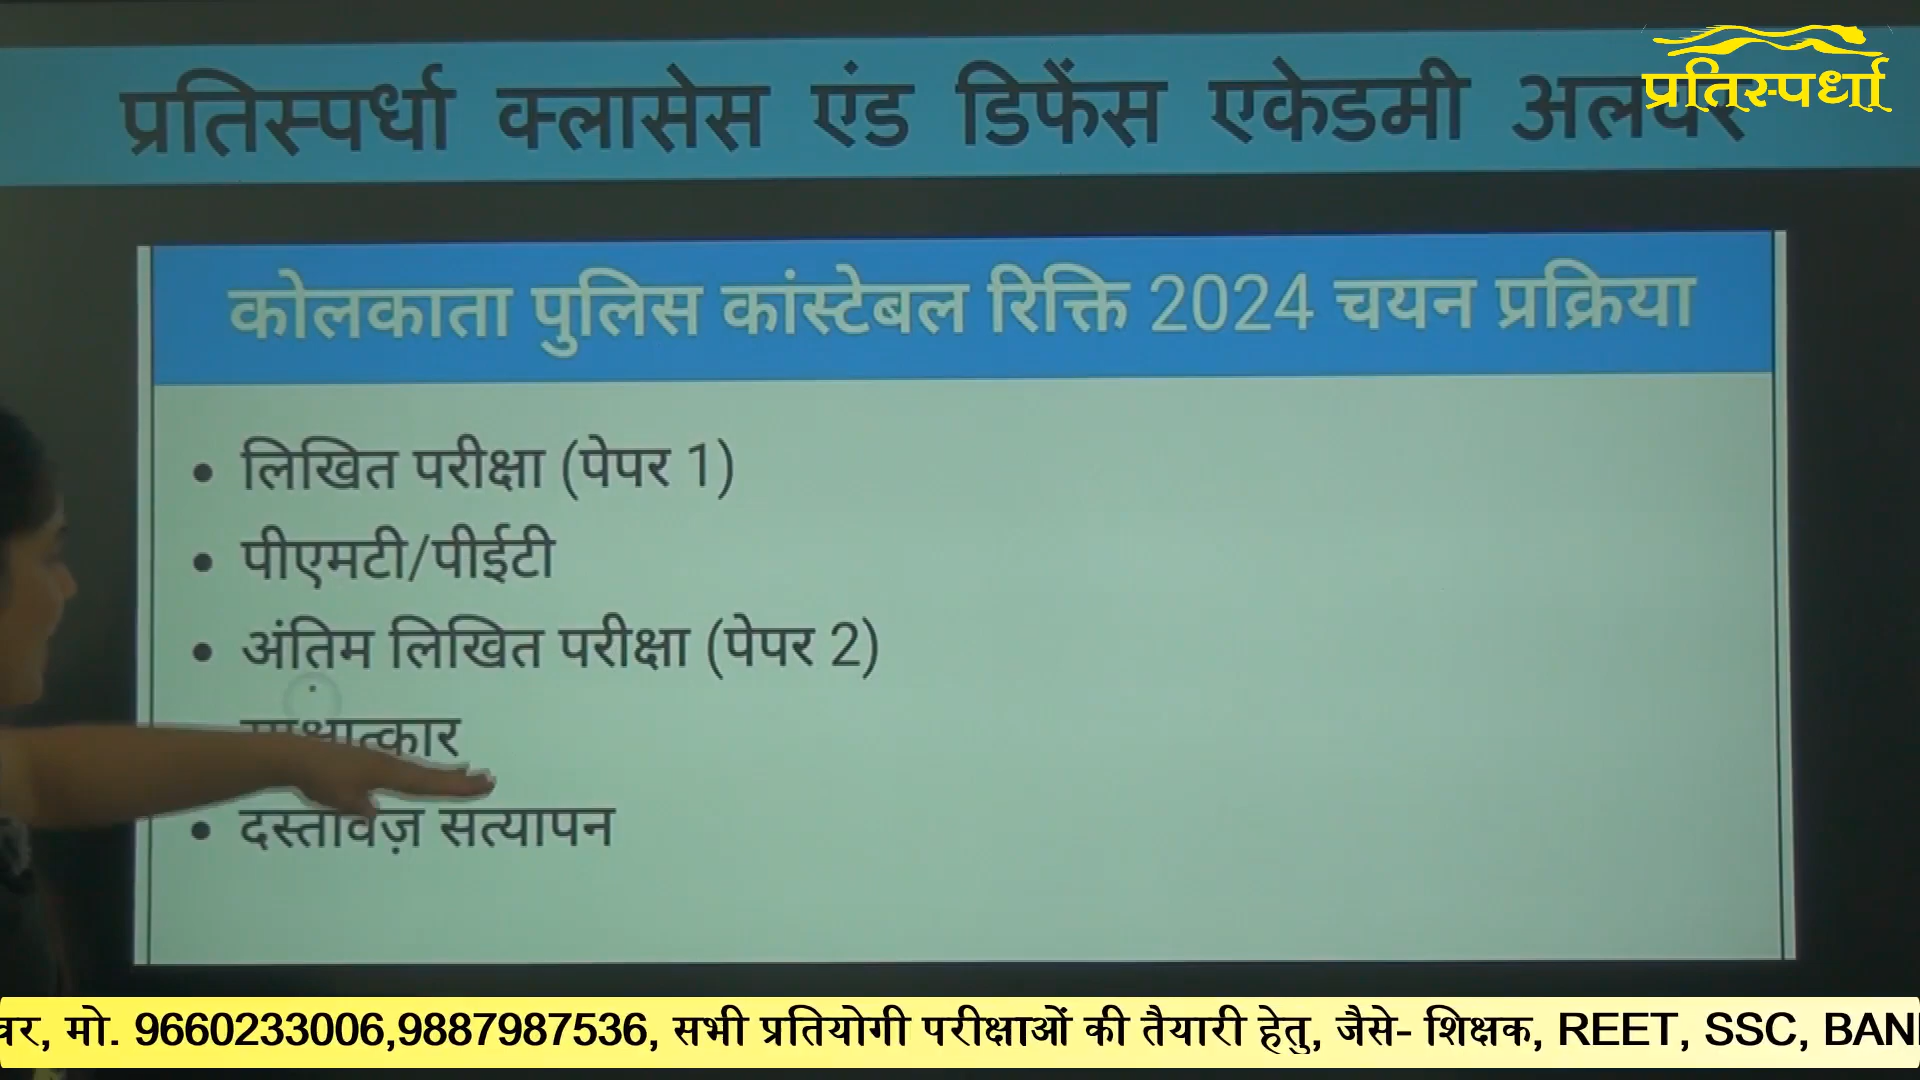 प्रतिस्पर्धा क्लासेस एंड डिफेंस एकेडमी अलवर
प्रतिस्पर्धा
कोलकाता पुलिस कांस्टेबल रिक्ति 2024 चयन प्रक्रिया
• लिखित परीक्षा (पेपर 1)
• पीएमटी/पीईटी
• अंतिम लिखित परीक्षा (पेपर 2)
साक्षात्कार
• दस्तावेज़ सत्यापन
वर, मो. 9660233006,9887987536, सभी प्रतियोगी परीक्षाओं की तैयारी हेतु, जैसे- शिक्षक, REET, SSC, BAN